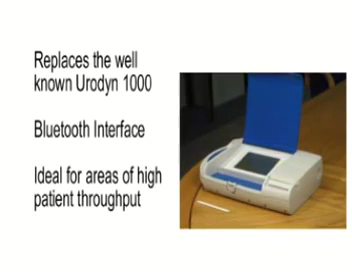 Replaces the well
known Urodyn 1000
Bluetooth Interface
Ideal for areas of high
patient throughput